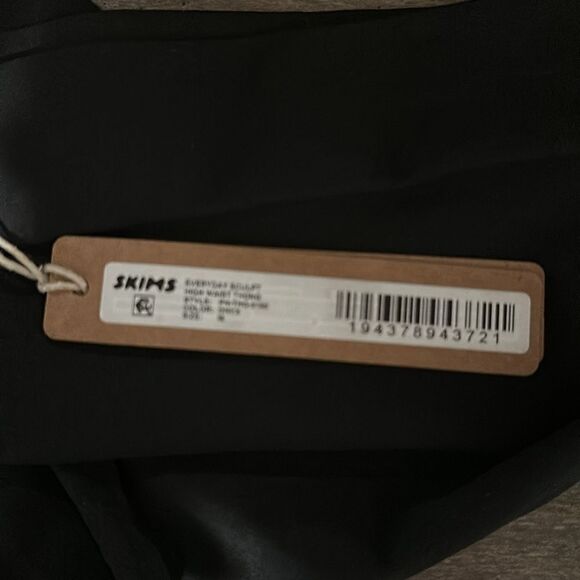 SKIMS
EVERYDAY SCULPT
HIGH WAIST THONG
STYLE:
COLOR: ONYX
SIZE:
194378943721